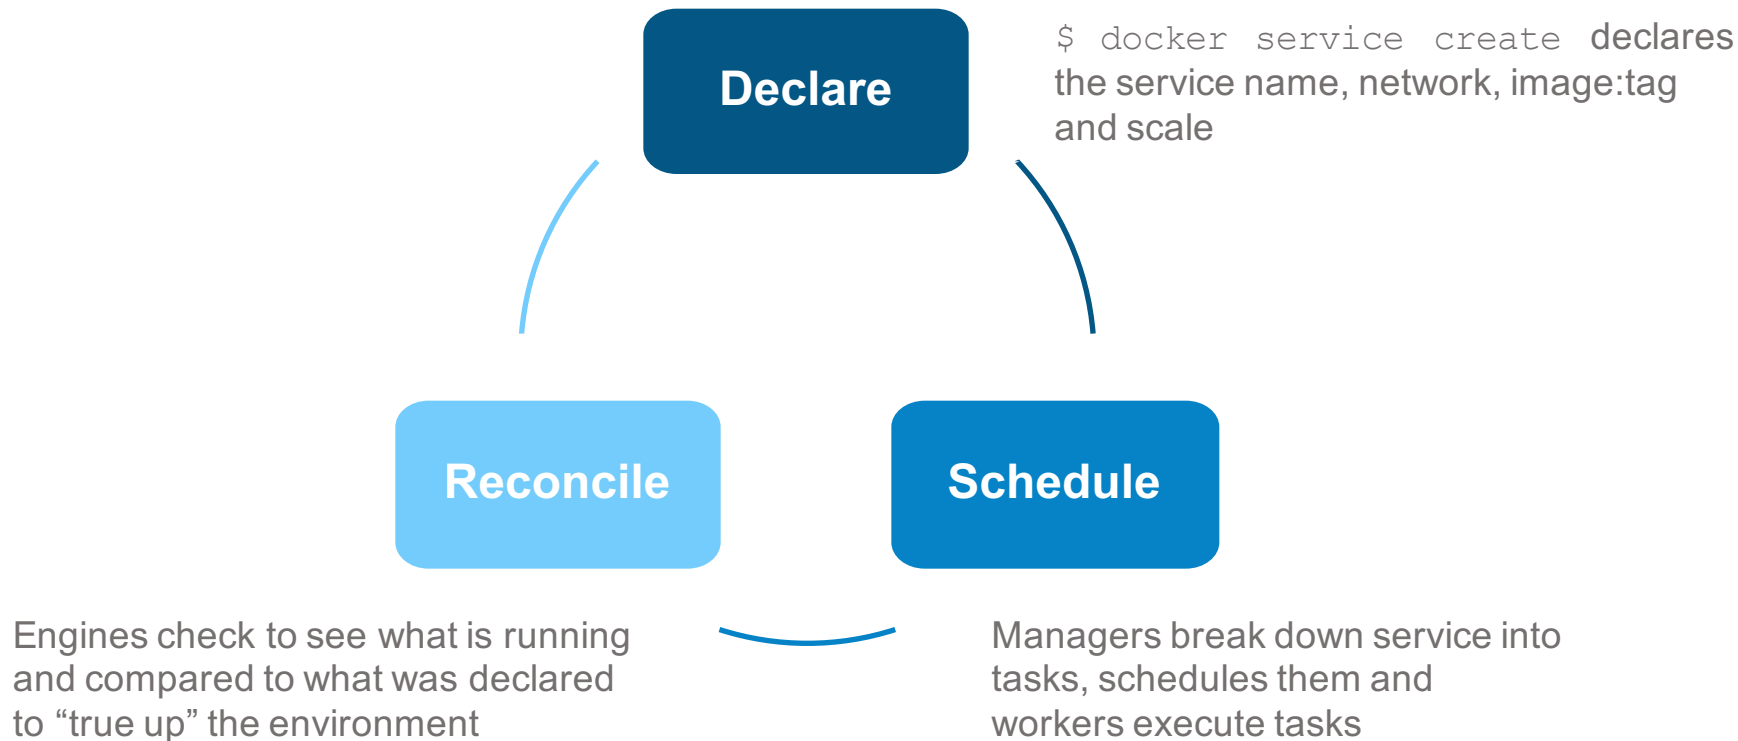 Declare
$ docker service create declares
the service name, network, image:tag
and scale
Reconcile
Schedule
Engines check to see what is running
and compared to what was declared
to “true up” the environment
Managers break down service into
tasks, schedules them and
workers execute tasks